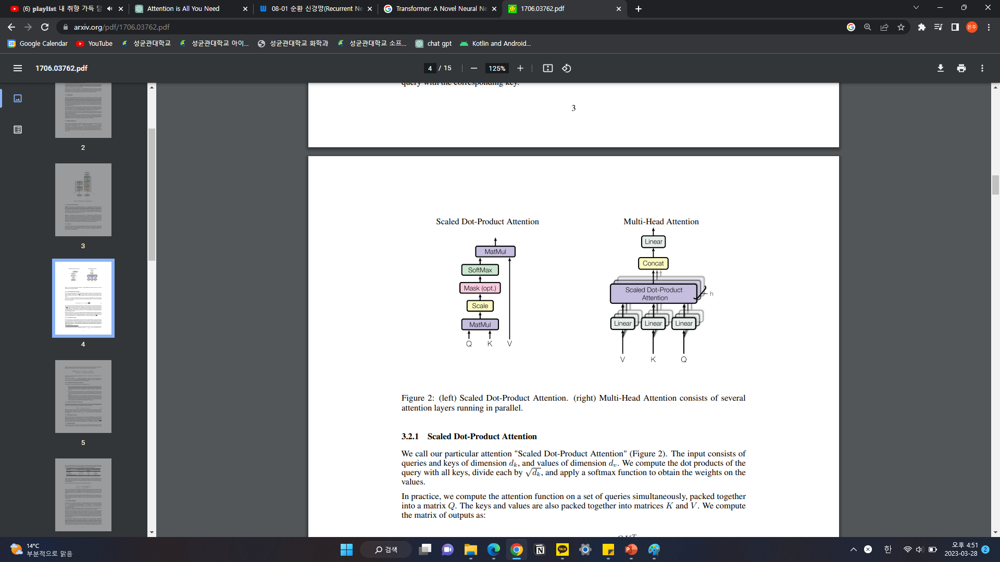 (6) playlist 내 취향 가득 담
Attention is All You Need
08-01 순환 신경망(Recurrent Ne
Transformer: A Novel Neural Ne
1706.03762.pdf
arxiv.org/pdf/1706.03762.pdf
은주
28 Google Calendar
YouTube
성균관대학교
성균관대학교 아이...
성균관대학교 화학과
성균관대학교 소프...
chat gpt
Kotlin and Android...
1706.03762.pdf
4 / 15
125%
2
3
4
5
query with the corresponding key.
3
Scaled Dot-Product Attention
MatMul
SoftMax
Mask (opt.)
Scale
MatMul
Q K V
Multi-Head Attention
Linear
Concat
Scaled Dot-Product
Attention
h
Linear Linear Linear
V K Q
Figure 2: (left) Scaled Dot-Product Attention. (right) Multi-Head Attention consists of several
attention layers running in parallel.
3.2.1 Scaled Dot-Product Attention
We call our particular attention "Scaled Dot-Product Attention" (Figure 2). The input consists of
queries and keys of dimension dk, and values of dimension dv. We compute the dot products of the
query with all keys, divide each by √dk, and apply a softmax function to obtain the weights on the
values.
In practice, we compute the attention function on a set of queries simultaneously, packed together
into a matrix Q. The keys and values are also packed together into matrices K and V. We compute
the matrix of outputs as:
14°C
부분적으로 맑음
검색
TALK
한
오후 4:51
2023-03-28
2